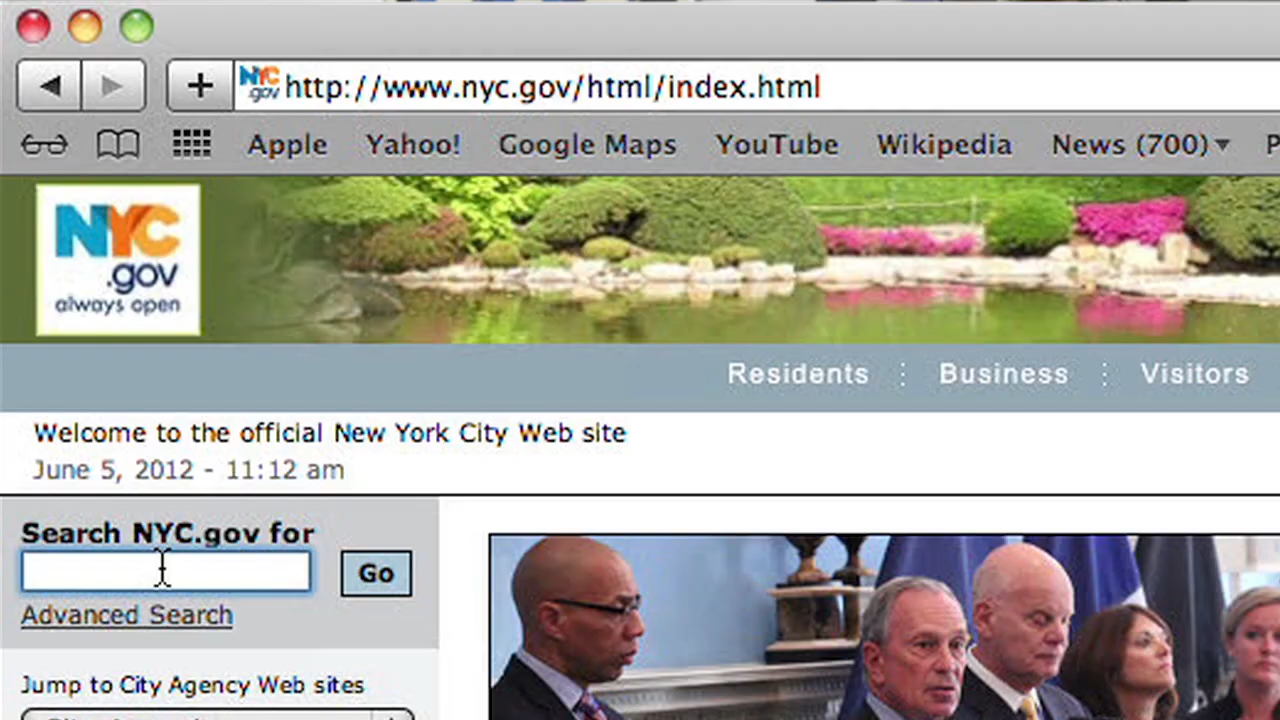 NYC
.gov
http://www.nyc.gov/html/index.html
Apple Yahoo! Google Maps YouTube Wikipedia News (700) P
NYC
.gov
always open
Residents Business Visitors
Welcome to the official New York City Web site
June 5, 2012 - 11:12 am
Search NYC.gov for
Go
Advanced Search
Jump to City Agency Web sites